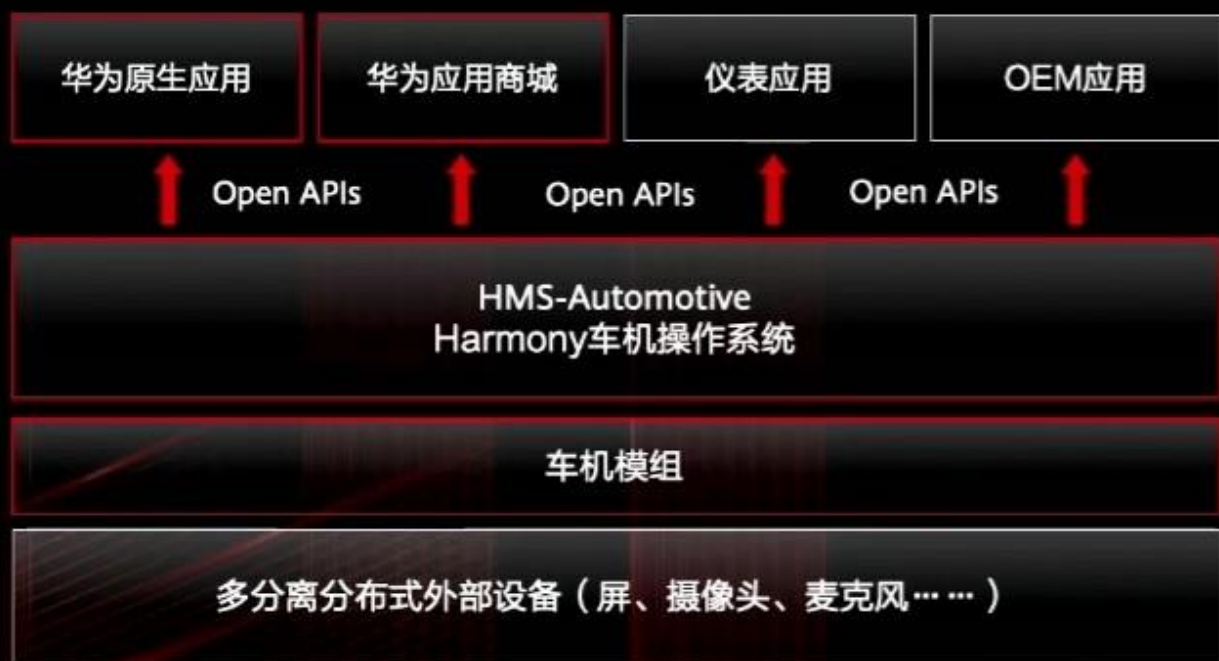 华为原生应用
华为应用商城
仪表应用
OEM应用
Open APIs
Open APIs
Open APIs
HMS-Automotive
Harmony车机操作系统
车机模组
多分离分布式外部设备（屏、摄像头、麦克风……）